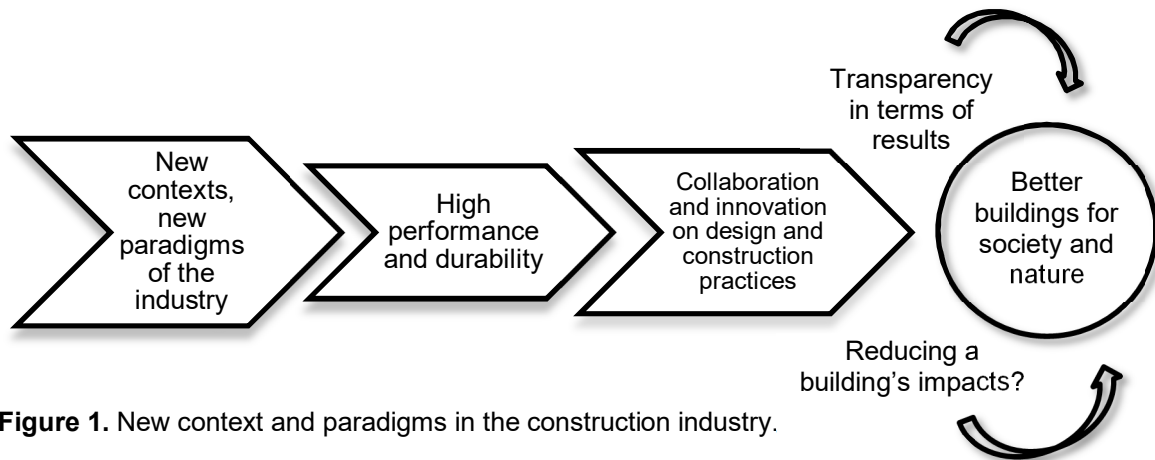 New
contexts,
new
paradigms
of the
industry
High
performance
and durability
Collaboration
and innovation
on design and
construction
practices
Transparency
in terms of
results
Better
buildings for
society and
nature
Reducing a
building’s impacts?
Figure 1. New context and paradigms in the construction industry.